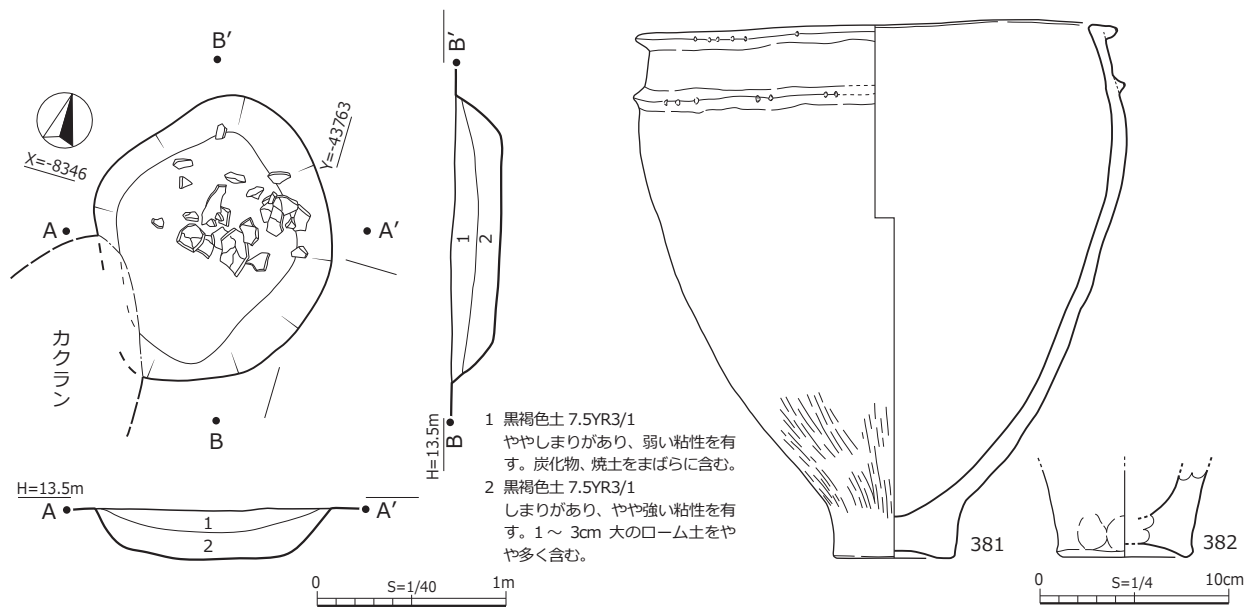 B′
X=-8346
Y=-43763
A
A′
カクラン
B
B′
1
2
H=13.5m
B
1 黒褐色土 7.5YR3/1
ややしまりがあり、弱い粘性を有
す。炭化物、焼土をまばらに含む。
2 黒褐色土 7.5YR3/1
しまりがあり、やや強い粘性を有
す。1～ 3cm 大のローム土をや
や多く含む。
H=13.5m
A
A′
1
2
0
S=1/40
1m
381
382
0
S=1/4
10cm